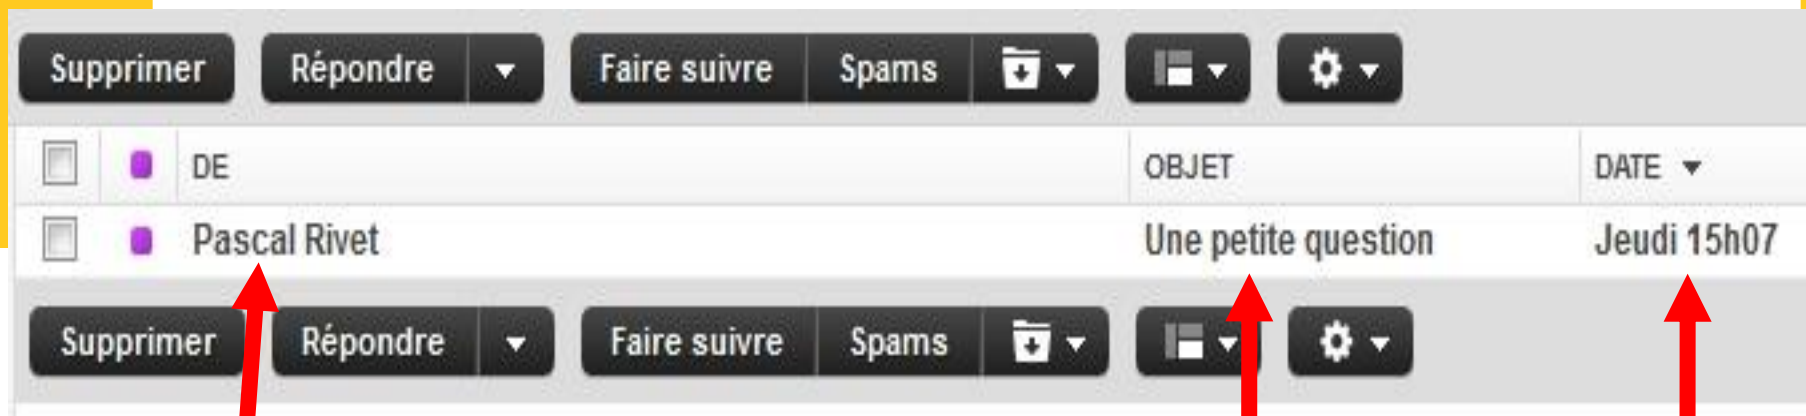 Supprimer Répondre Faire suivre Spams
DE OBJET DATE
Pascal Rivet Une petite question Jeudi 15h07
Supprimer Répondre Faire suivre Spams